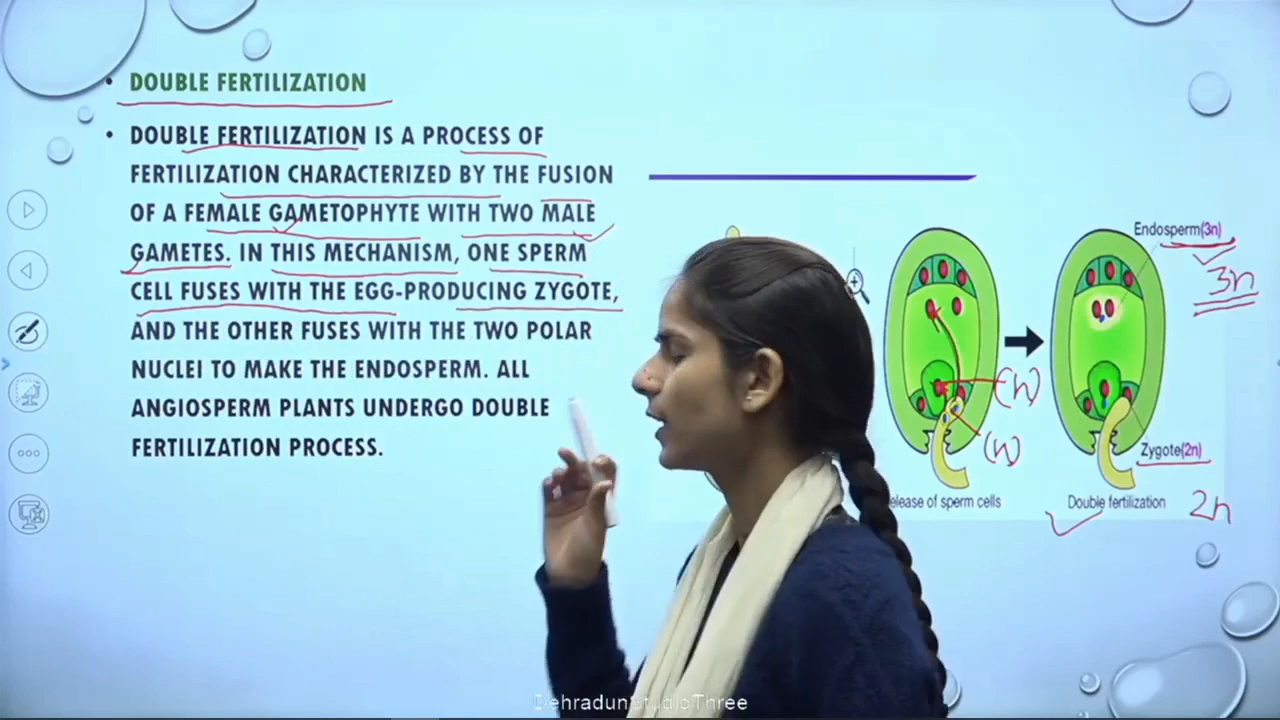 DOUBLE FERTILIZATION
DOUBLE FERTILIZATION IS A PROCESS OF
FERTILIZATION CHARACTERIZED BY THE FUSION
OF A FEMALE GAMETOPHYTE WITH TWO MALE
GAMETES. IN THIS MECHANISM, ONE SPERM
CELL FUSES WITH THE EGG-PRODUCING ZYGOTE,
AND THE OTHER FUSES WITH THE TWO POLAR
NUCLEI TO MAKE THE ENDOSPERM. ALL
ANGIOSPERM PLANTS UNDERGO DOUBLE
FERTILIZATION PROCESS.
Endosperm(3n)
3n
(n)
(n)
Zygote(2n)
elease of sperm cells
Double fertilization
2n
DehradunStudioThree